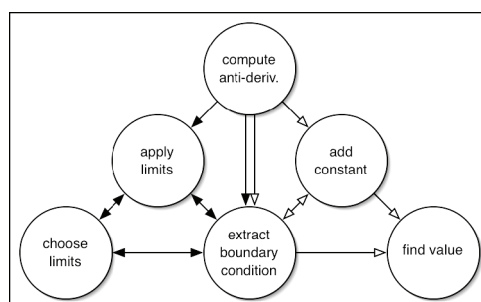 compute
anti-deriv.
apply
limits
add
constant
choose
limits
extract
boundary
condition
find value